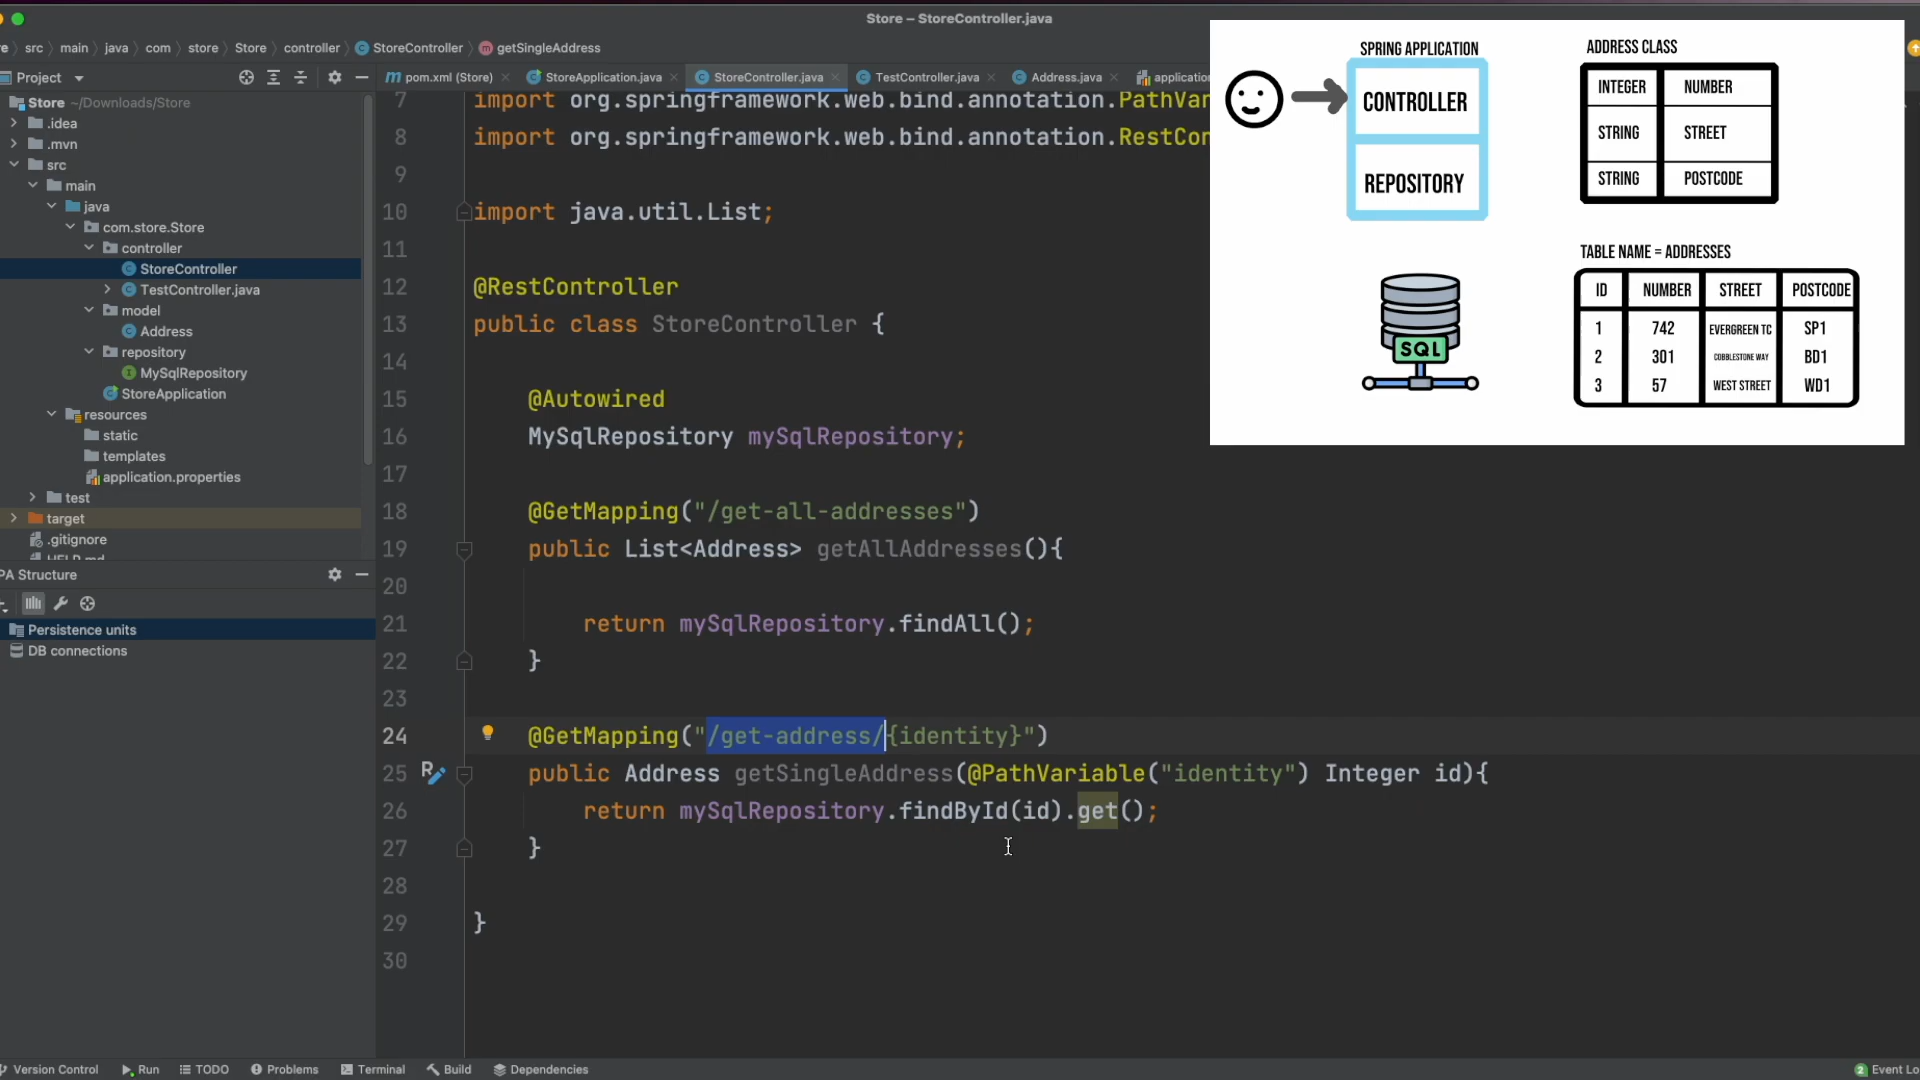 Store – StoreController.java
src main java com store Store controller StoreController getSingleAddress
Project
pom.xml (Store) StoreApplication.java StoreController.java TestController.java Address.java
Store ~/Downloads/Store
.idea
.mvn
src
main
java
com.store.Store
controller
StoreController
TestController.java
model
Address
repository
MySqlRepository
StoreApplication
resources
static
templates
application.properties
test
target
.gitignore
HELP.md
PA Structure
Persistence units
DB connections
7 import org.springframework.web.bind.annotation.PathVar
8 import org.springframework.web.bind.annotation.RestCon
9
10 import java.util.List;
11
12 @RestController
13 public class StoreController {
14
15 @Autowired
16 MySqlRepository mySqlRepository;
17
18 @GetMapping("/get-all-addresses")
19 public List<Address> getAllAddresses(){
20
21 return mySqlRepository.findAll();
22 }
23
24 @GetMapping("/get-address/{identity}")
25 public Address getSingleAddress(@PathVariable("identity") Integer id){
26 return mySqlRepository.findById(id).get();
27 }
28
29 }
30
SPRING APPLICATION
CONTROLLER
REPOSITORY
SQL
ADDRESS CLASS
INTEGER NUMBER
STRING STREET
STRING POSTCODE
TABLE NAME = ADDRESSES
ID NUMBER STREET POSTCODE
1 742 EVERGREEN TC SP1
2 301 COBBLESTONE WAY BD1
3 57 WEST STREET WD1
Version Control Run TODO Problems Terminal Build Dependencies
2 Event Lo